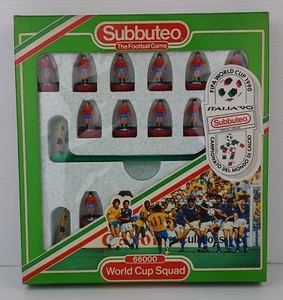 Subbuteo
The Football Game
FIFA WORLD CUP 1990
ITALIA '90
Subbuteo
CAMPIONATO DEL MONDO DI CALCIO
66000
World Cup Squad